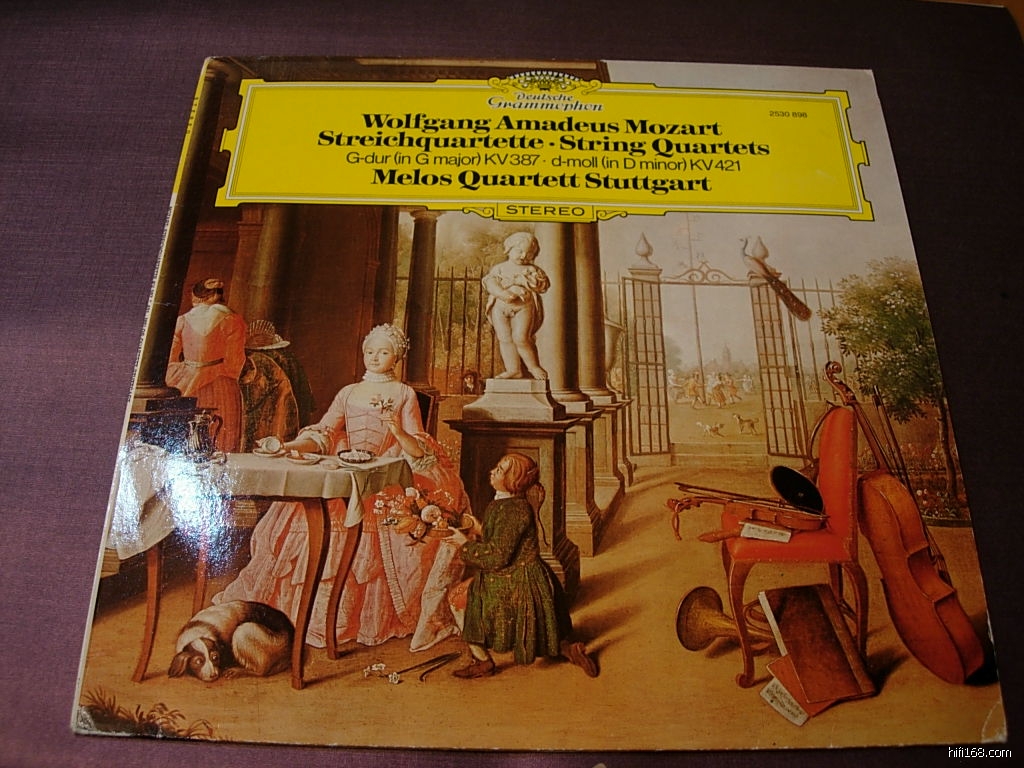 Deutsche
Grammophon
2530 898
Wolfgang Amadeus Mozart
Streichquartette · String Quartets
G-dur (in G major) KV 387 · d-moll (in D minor) KV 421
Melos Quartett Stuttgart
STEREO
hifi168.com